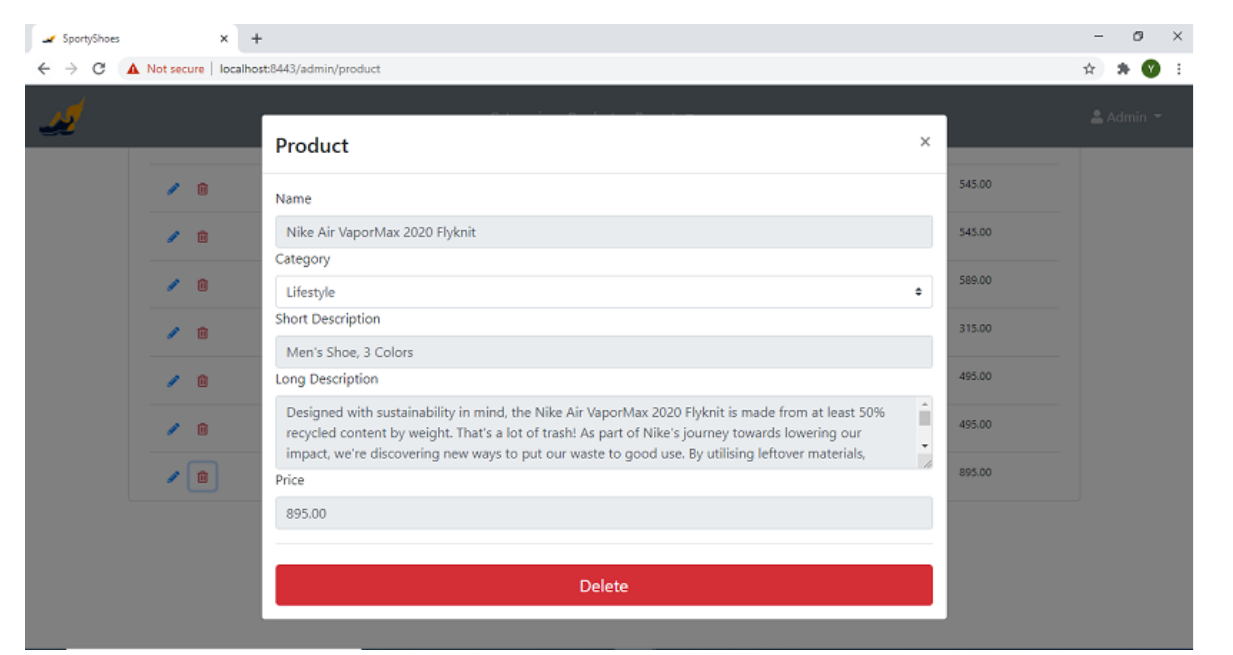 SportyShoes
Not secure | localhost:8443/admin/product
Y
Admin
Product
Name
Nike Air VaporMax 2020 Flyknit
Category
Lifestyle
Short Description
Men's Shoe, 3 Colors
Long Description
Designed with sustainability in mind, the Nike Air VaporMax 2020 Flyknit is made from at least 50%
recycled content by weight. That's a lot of trash! As part of Nike's journey towards lowering our
impact, we're discovering new ways to put our waste to good use. By utilising leftover materials,
Price
895.00
Delete
545.00
545.00
589.00
315.00
495.00
495.00
895.00